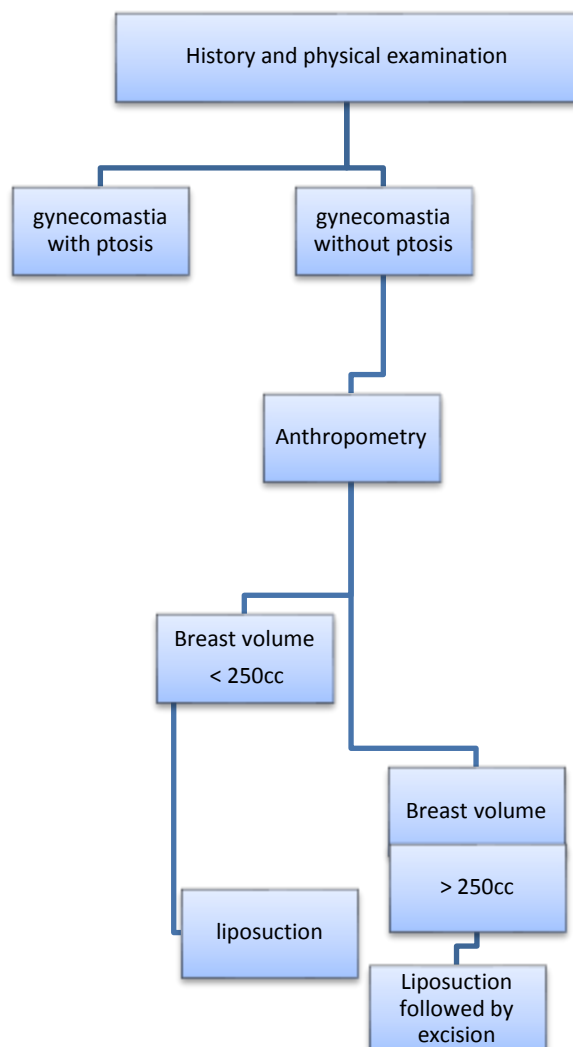 History and physical examination
gynecomastia
with ptosis
gynecomastia
without ptosis
Anthropometry
Breast volume
< 250cc
Breast volume
> 250cc
liposuction
Liposuction
followed by
excision